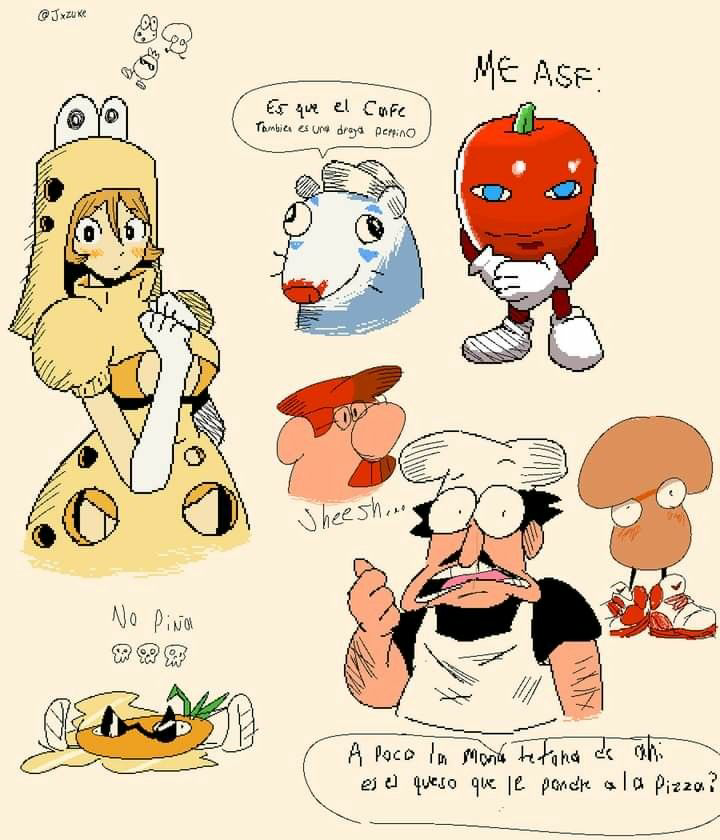 @Jxzuke
ME ASF:
Es que el Cafe
Tambien es una droga peppino
sheesh...
No Piña
A Poco la mona tetona de ahi
es el queso que le pondre a la Pizza?